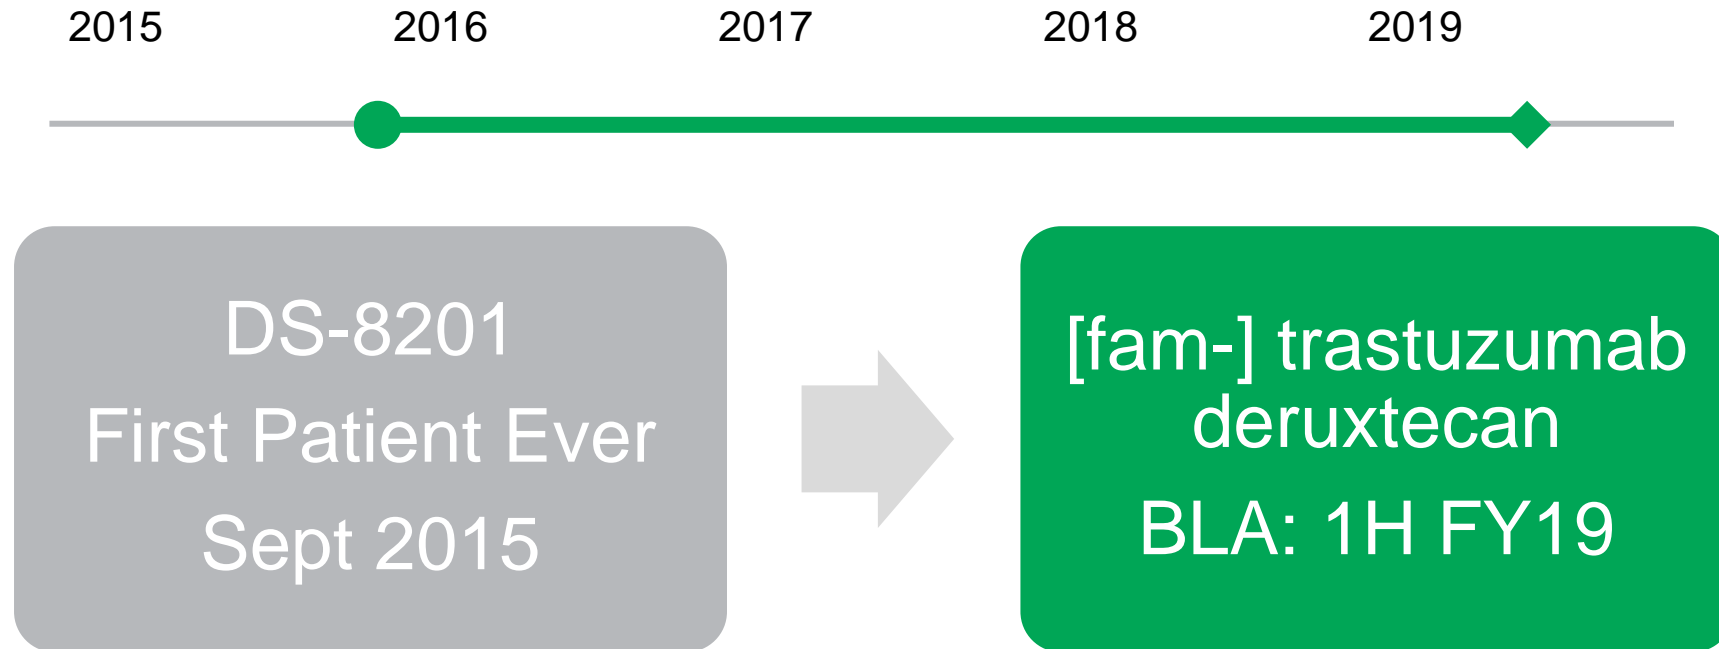 2015 2016 2017 2018 2019
DS-8201
First Patient Ever
Sept 2015
[fam-] trastuzumab
deruxtecan
BLA: 1H FY19